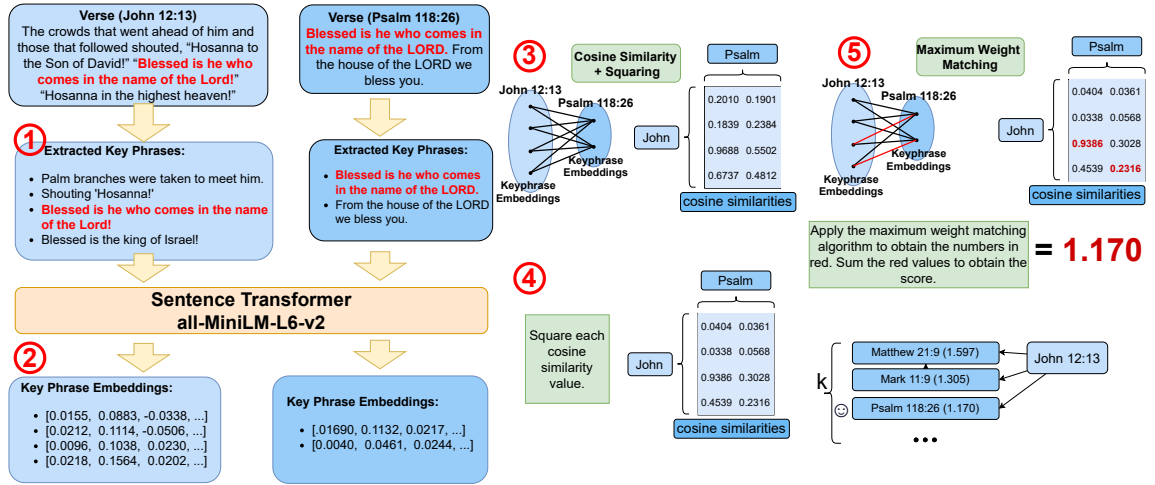 Verse (John 12:13)
The crowds that went ahead of him and
those that followed shouted, “Hosanna to
the Son of David!” “Blessed is he who
comes in the name of the Lord!”
“Hosanna in the highest heaven!”
Verse (Psalm 118:26)
Blessed is he who comes in
the name of the LORD. From
the house of the LORD we
bless you.
1
Extracted Key Phrases:
• Palm branches were taken to meet him.
• Shouting 'Hosanna!'
• Blessed is he who comes in the name
of the Lord!
• Blessed is the king of Israel!
Extracted Key Phrases:
• Blessed is he who comes
in the name of the LORD.
• From the house of the LORD
we bless you.
Sentence Transformer
all-MiniLM-L6-v2
2
Key Phrase Embeddings:
• [0.0155, 0.0883, -0.0338, ...]
• [0.0212, 0.1114, -0.0506, ...]
• [0.0096, 0.1038, 0.0230, ...]
• [0.0218, 0.1564, 0.0202, ...]
Key Phrase Embeddings:
• [.01690, 0.1132, 0.0217, ...]
• [0.0040, 0.0461, 0.0244, ...]
3
Cosine Similarity
+ Squaring
John 12:13
Psalm 118:26
Keyphrase
Embeddings
Keyphrase
Embeddings
Psalm
John
0.2010 0.1901
0.1839 0.2384
0.9688 0.5502
0.6737 0.4812
cosine similarities
4
Square each
cosine
similarity
value.
Psalm
John
0.0404 0.0361
0.0338 0.0568
0.9386 0.3028
0.4539 0.2316
cosine similarities
5
Maximum Weight
Matching
John 12:13
Psalm 118:26
Keyphrase
Embeddings
Keyphrase
Embeddings
Psalm
John
0.0404 0.0361
0.0338 0.0568
0.9386 0.3028
0.4539 0.2316
cosine similarities
Apply the maximum weight matching
algorithm to obtain the numbers in
red. Sum the red values to obtain the
score.
= 1.170
k
Matthew 21:9 (1.597)
Mark 11:9 (1.305)
Psalm 118:26 (1.170)
•••
John 12:13